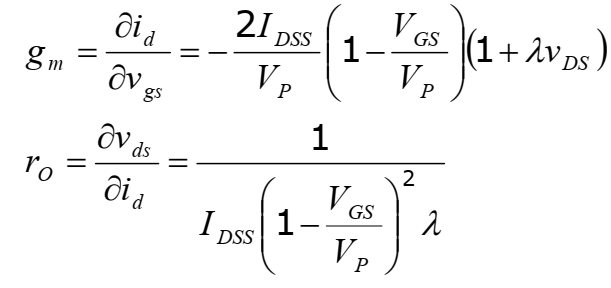 g_m = ∂i_d/∂v_gs = −(2I_DSS/V_P)(1 − V_GS/V_P)(1 + λv_DS)
r_O = ∂v_ds/∂i_d = 1/(I_DSS(1 − V_GS/V_P)^2 λ)